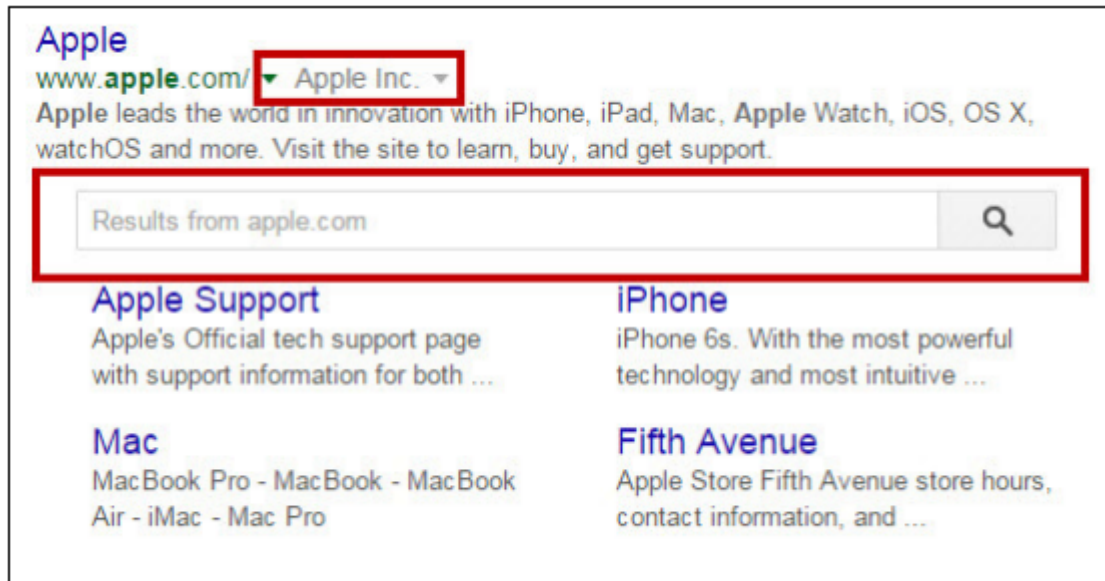 Apple
www.apple.com/ Apple Inc.
Apple leads the world in innovation with iPhone, iPad, Mac, Apple Watch, iOS, OS X,
watchOS and more. Visit the site to learn, buy, and get support.
Results from apple.com
Apple Support
Apple's Official tech support page
with support information for both ...
iPhone
iPhone 6s. With the most powerful
technology and most intuitive ...
Mac
MacBook Pro - MacBook - MacBook
Air - iMac - Mac Pro
Fifth Avenue
Apple Store Fifth Avenue store hours,
contact information, and ...